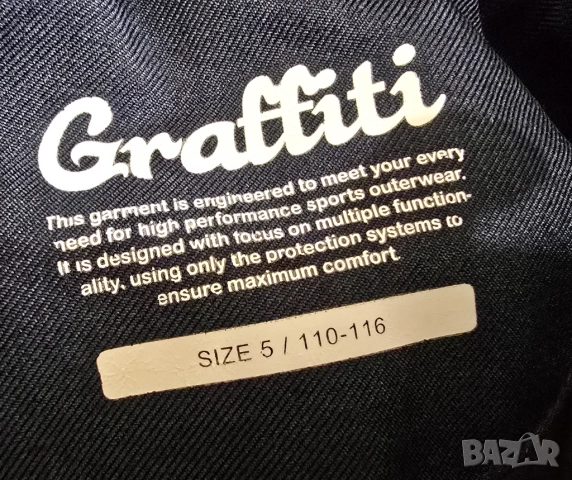 Graffiti
This garment is engineered to meet your every
need for high performance sports outerwear.
It is designed with focus on multiple function-
ality, using only the protection systems to
ensure maximum comfort.
SIZE 5 / 110-116
BAZAR